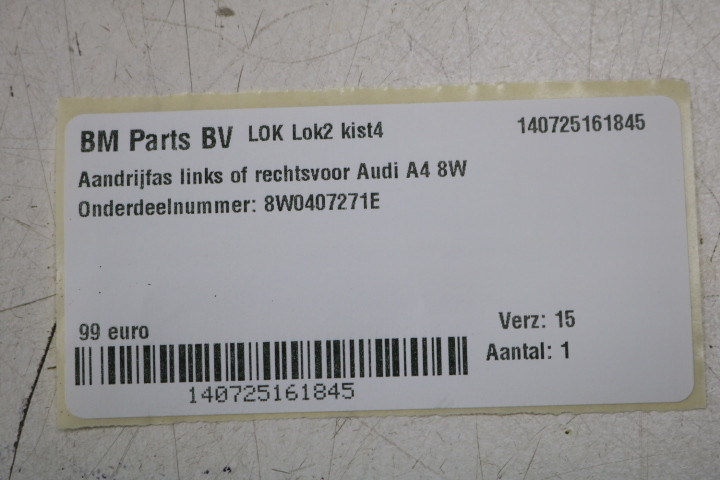 BM Parts BV LOK Lok2 kist4 140725161845
Aandrijfas links of rechtsvoor Audi A4 8W
Onderdeelnummer: 8W0407271E
99 euro Verz: 15
Aantal: 1
140725161845